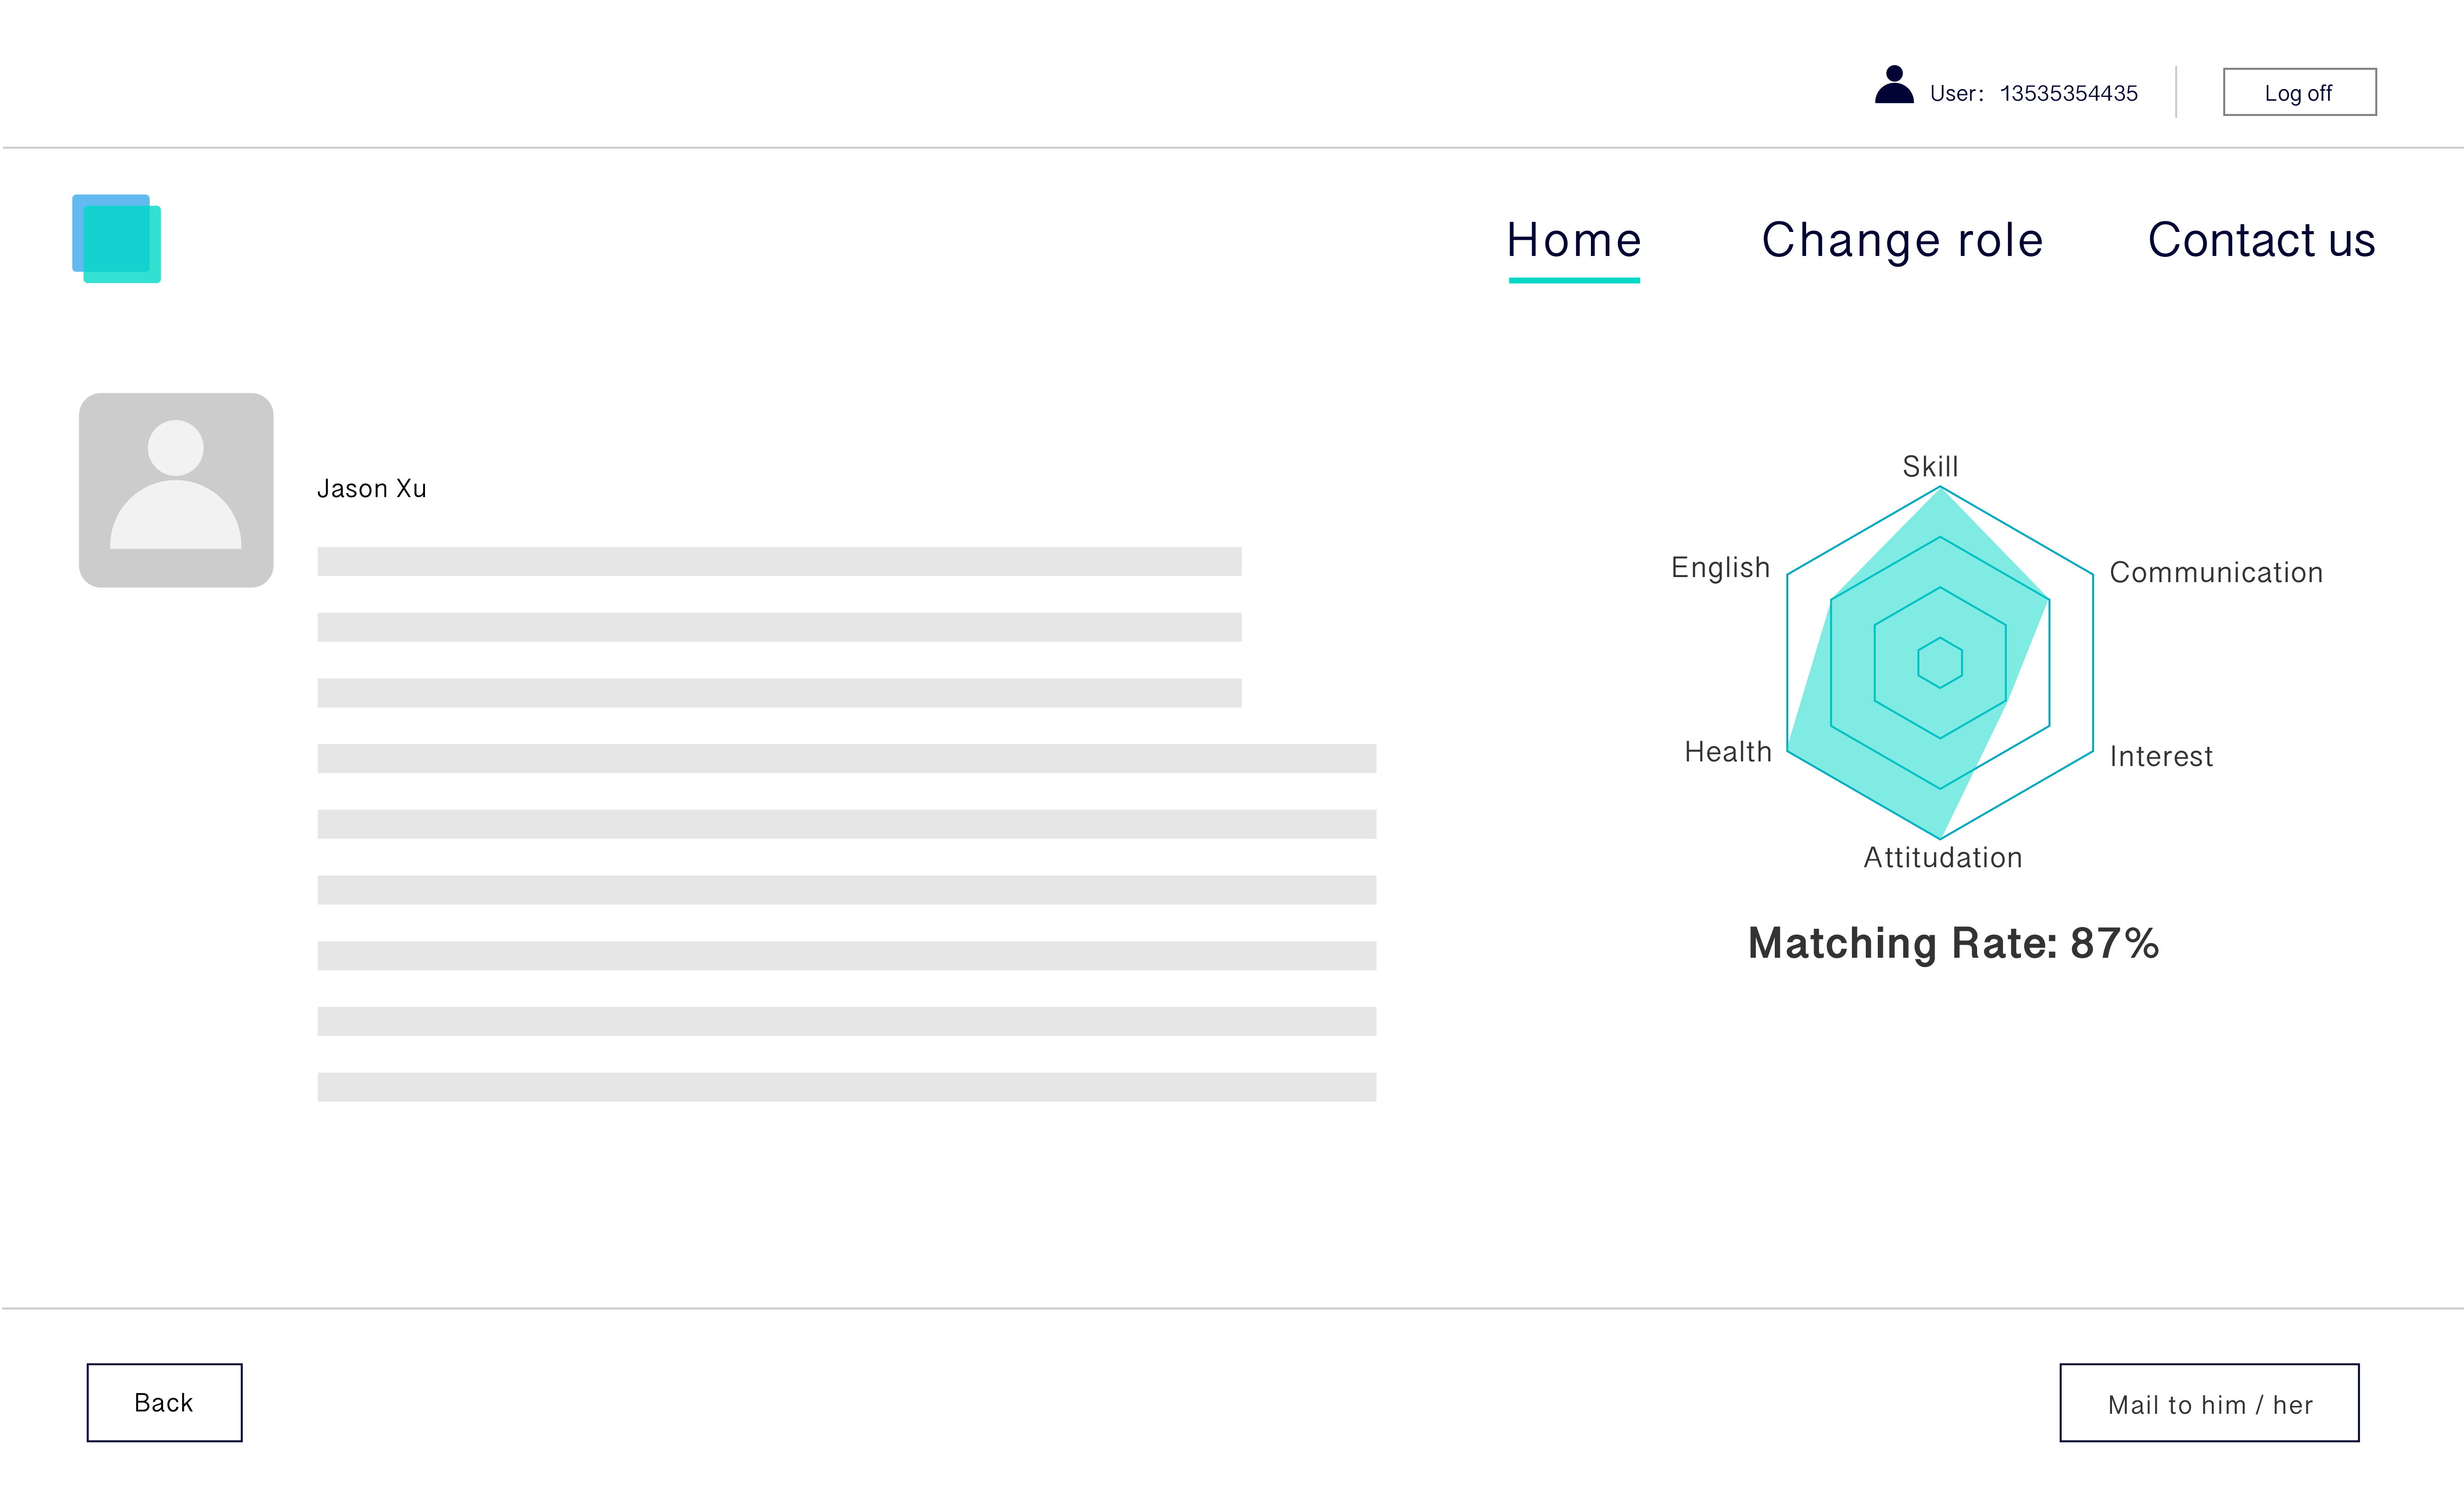 User: 13535354435
Log off
Home
Change role
Contact us
Jason Xu
Skill
English
Communication
Health
Interest
Attitudation
Matching Rate: 87%
Back
Mail to him / her